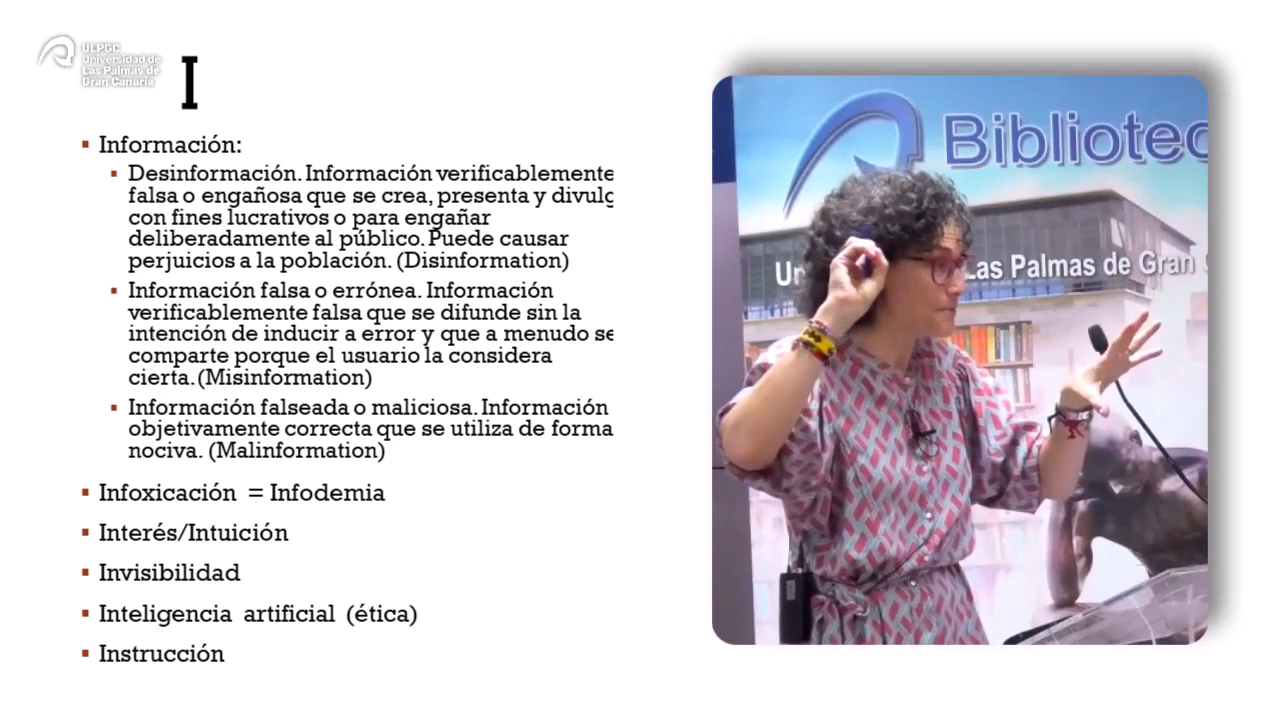 ULPGC
Universidad de
Las Palmas de
Gran Canaria
I
Información:
Desinformación. Información verificablemente
falsa o engañosa que se crea, presenta y divulg
con fines lucrativos o para engañar
deliberadamente al público. Puede causar
perjuicios a la población. (Disinformation)
Información falsa o errónea. Información
verificablemente falsa que se difunde sin la
intención de inducir a error y que a menudo se
comparte porque el usuario la considera
cierta. (Misinformation)
Información falseada o maliciosa. Información
objetivamente correcta que se utiliza de forma
nociva. (Malinformation)
Infoxicación = Infodemia
Interés/Intuición
Invisibilidad
Inteligencia artificial (ética)
Instrucción
Bibliotec
Un Las Palmas de Gran